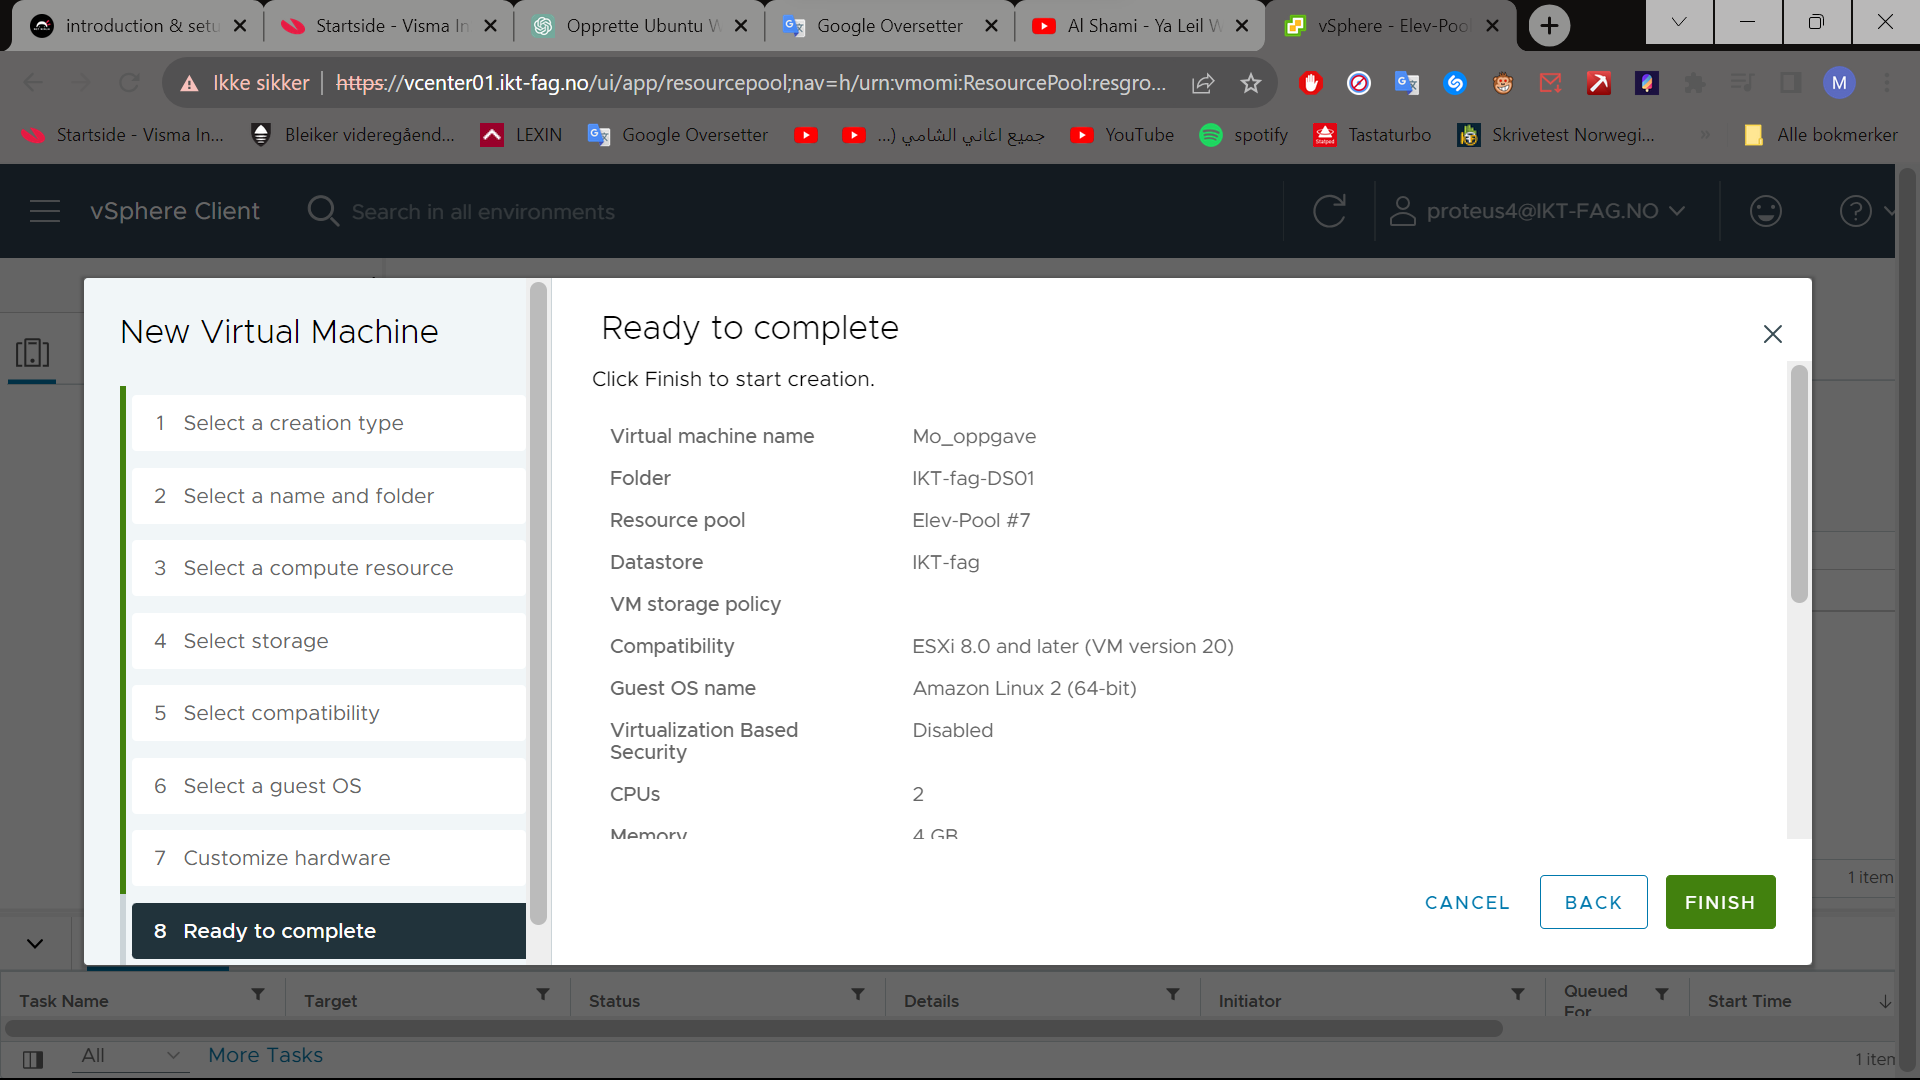 introduction & setu
Startside - Visma In
Opprette Ubuntu W
Google Oversetter
Al Shami - Ya Leil W
vSphere - Elev-Pool
Ikke sikker
https://vcenter01.ikt-fag.no/ui/app/resourcepool;nav=h/urn:vmomi:ResourcePool:resgro...
M
Startside - Visma In...
Bleiker videregåend...
LEXIN
Google Oversetter
جميع اغاني الشامي (...
YouTube
spotify
Tastaturbo
Skrivetest Norwegi...
»
Alle bokmerker
vSphere Client
Search in all environments
proteus4@IKT-FAG.NO
New Virtual Machine
1 Select a creation type
2 Select a name and folder
3 Select a compute resource
4 Select storage
5 Select compatibility
6 Select a guest OS
7 Customize hardware
8 Ready to complete
Ready to complete
Click Finish to start creation.
Virtual machine name Mo_oppgave
Folder IKT-fag-DS01
Resource pool Elev-Pool #7
Datastore IKT-fag
VM storage policy
Compatibility ESXi 8.0 and later (VM version 20)
Guest OS name Amazon Linux 2 (64-bit)
Virtualization Based Disabled
Security
CPUs 2
Memory 4 GB
CANCEL
BACK
FINISH
1 item
Task Name
Target
Status
Details
Initiator
Queued
For
Start Time
All
More Tasks
1 item